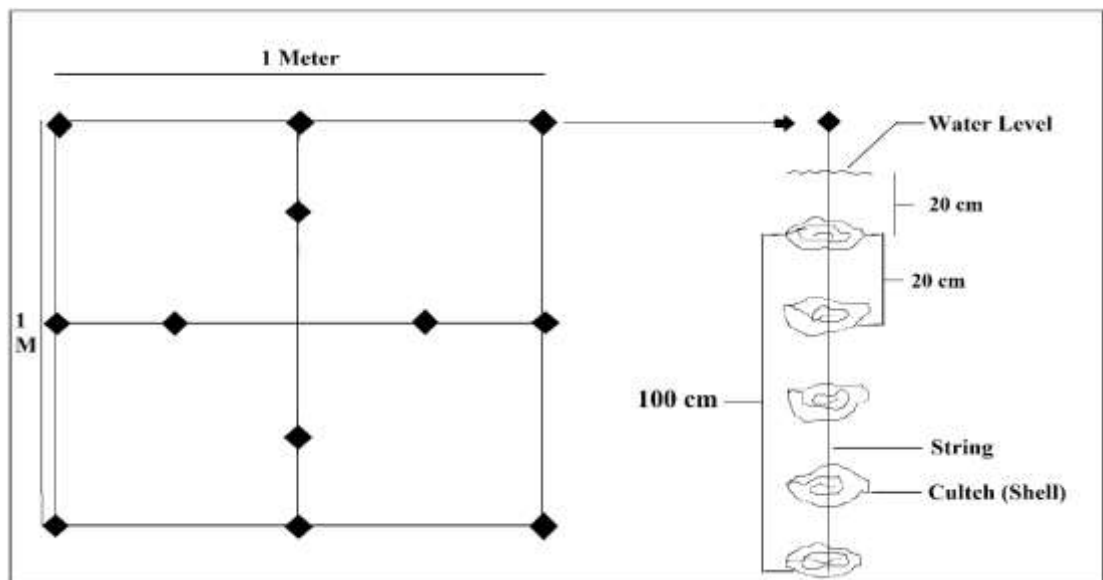 1 Meter
Water Level
20 cm
20 cm
1
M
100 cm
String
Cultch (Shell)